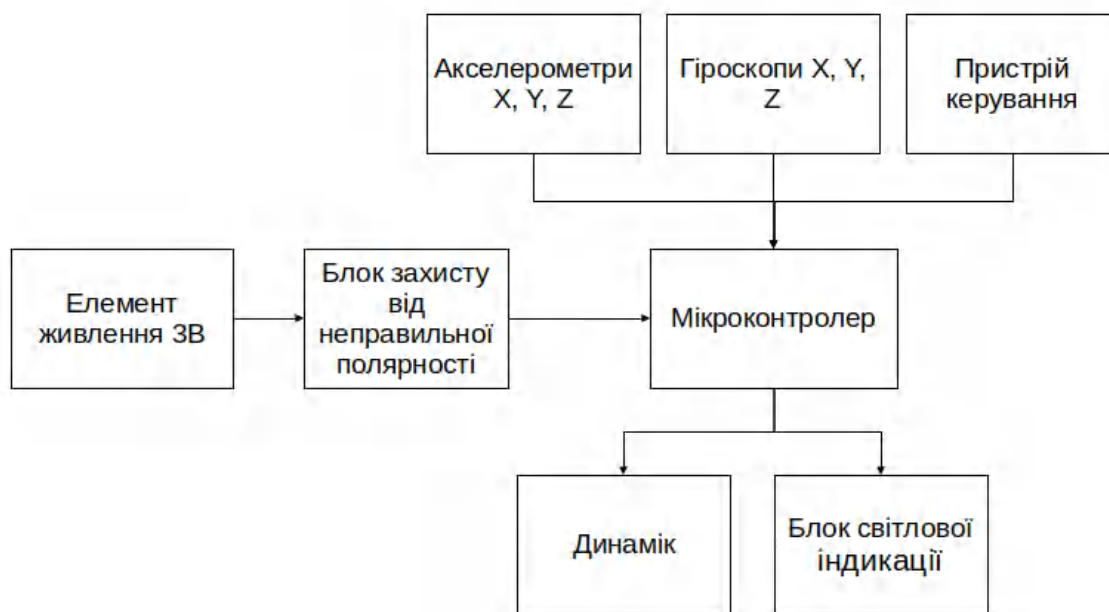 Акселерометри
X, Y, Z
Гіроскопи X, Y,
Z
Пристрій
керування
Елемент
живлення 3В
Блок захисту
від
неправильної
полярності
Мікроконтролер
Динамік
Блок світлової
індикації